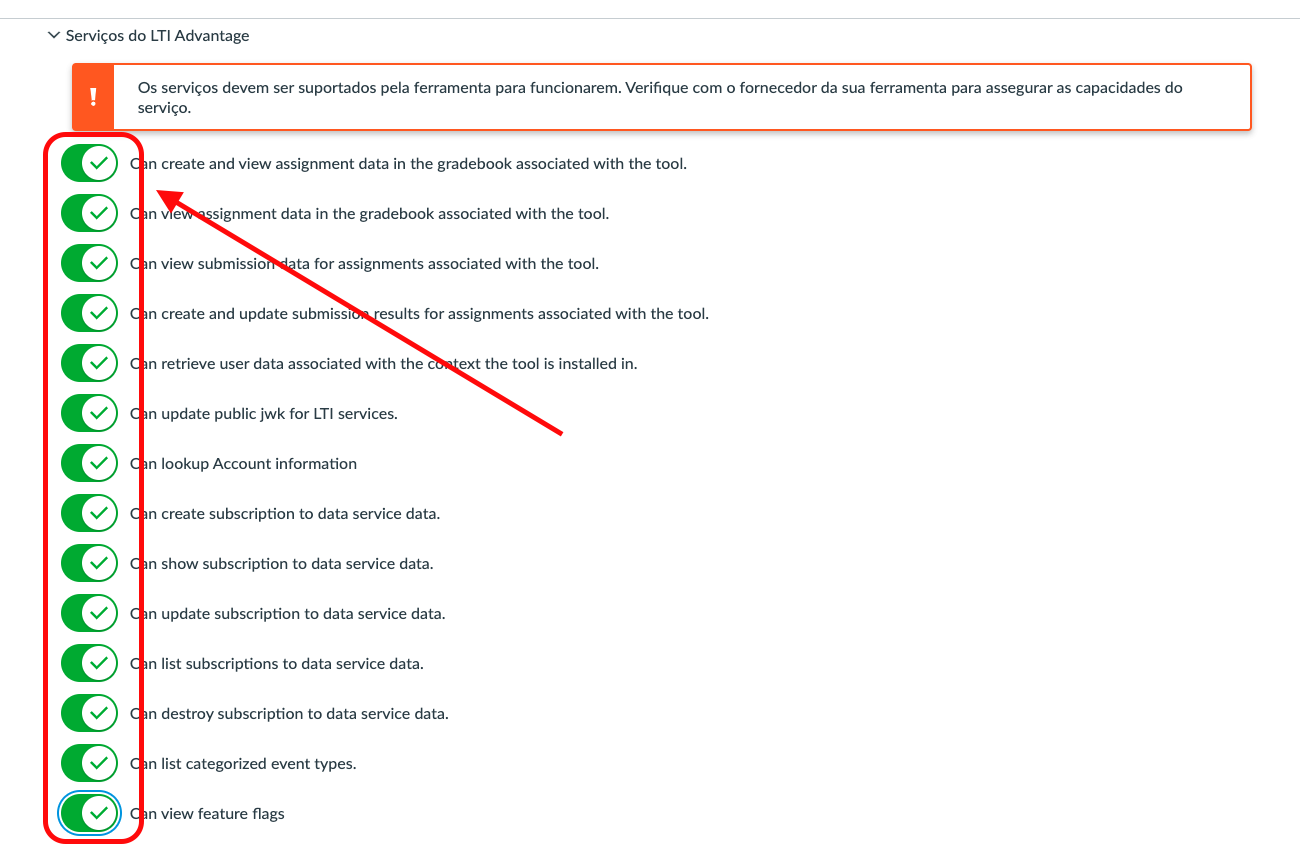 Serviços do LTI Advantage
Os serviços devem ser suportados pela ferramenta para funcionarem. Verifique com o fornecedor da sua ferramenta para assegurar as capacidades do
serviço.
Can create and view assignment data in the gradebook associated with the tool.
Can view assignment data in the gradebook associated with the tool.
Can view submission data for assignments associated with the tool.
Can create and update submission results for assignments associated with the tool.
Can retrieve user data associated with the context the tool is installed in.
Can update public jwk for LTI services.
Can lookup Account information
Can create subscription to data service data.
Can show subscription to data service data.
Can update subscription to data service data.
Can list subscriptions to data service data.
Can destroy subscription to data service data.
Can list categorized event types.
Can view feature flags